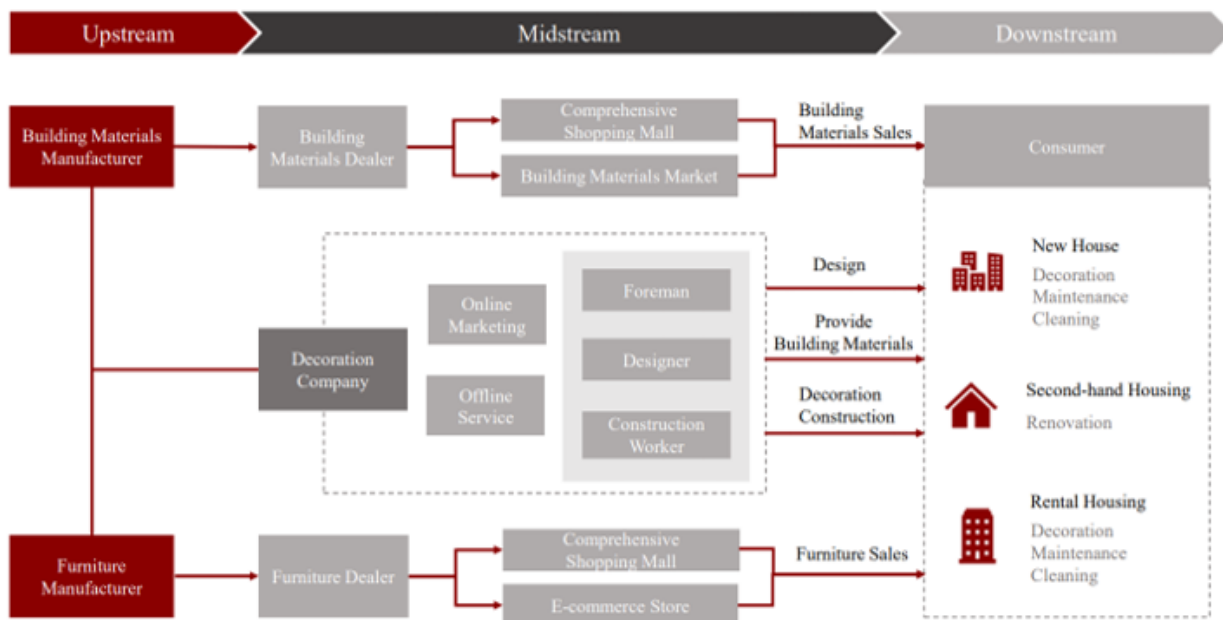 Upstream
Midstream
Downstream
Building Materials
Manufacturer
Building
Materials Dealer
Comprehensive
Shopping Mall
Building Materials Market
Building
Materials Sales
Consumer
Decoration
Company
Online
Marketing
Offline
Service
Foreman
Designer
Construction
Worker
Design
Provide
Building Materials
Decoration
Construction
New House
Decoration
Maintenance
Cleaning
Second-hand Housing
Renovation
Rental Housing
Decoration
Maintenance
Cleaning
Furniture
Manufacturer
Furniture Dealer
Comprehensive
Shopping Mall
E-commerce Store
Furniture Sales